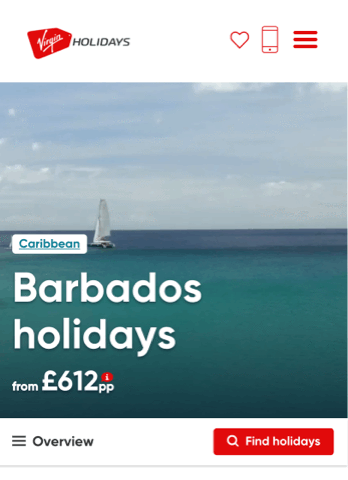 Virgin HOLIDAYS
Caribbean
Barbados
holidays
from £612pp
Overview
Find holidays